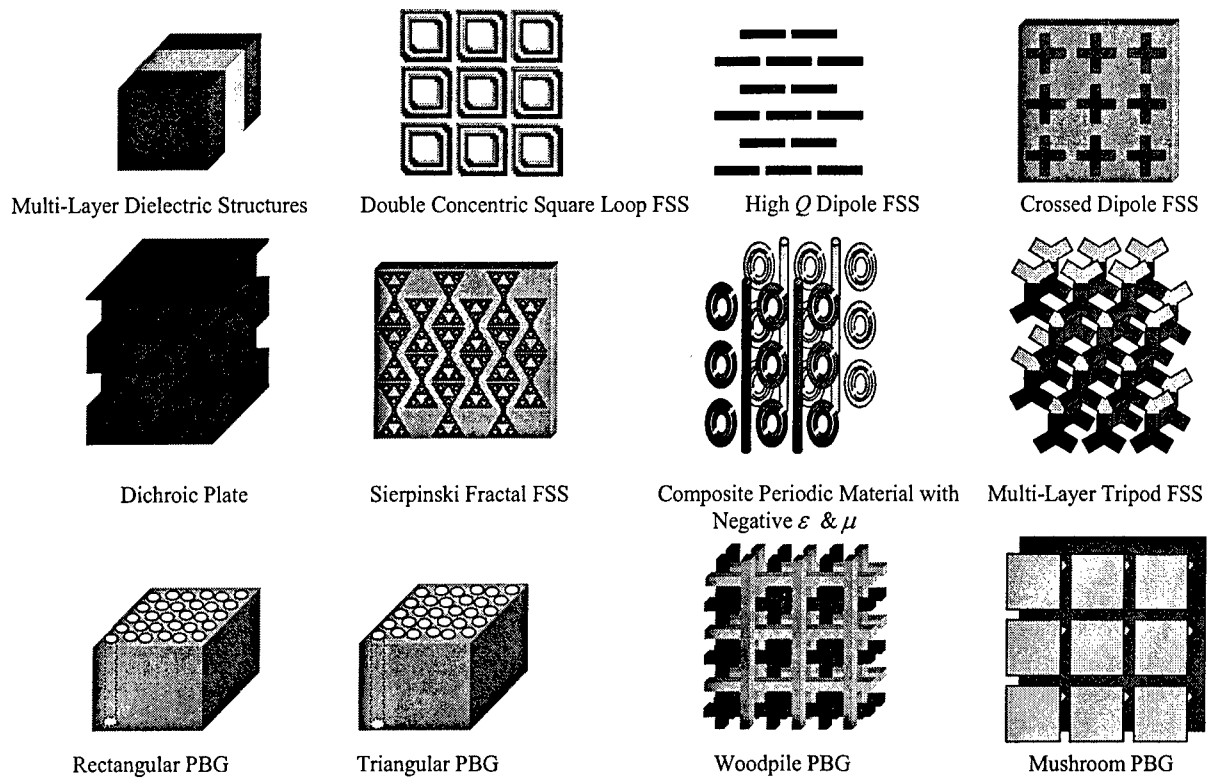 Multi-Layer Dielectric Structures
Double Concentric Square Loop FSS
High Q Dipole FSS
Crossed Dipole FSS
Dichroic Plate
Sierpinski Fractal FSS
Composite Periodic Material with
Negative ε & μ
Multi-Layer Tripod FSS
Rectangular PBG
Triangular PBG
Woodpile PBG
Mushroom PBG